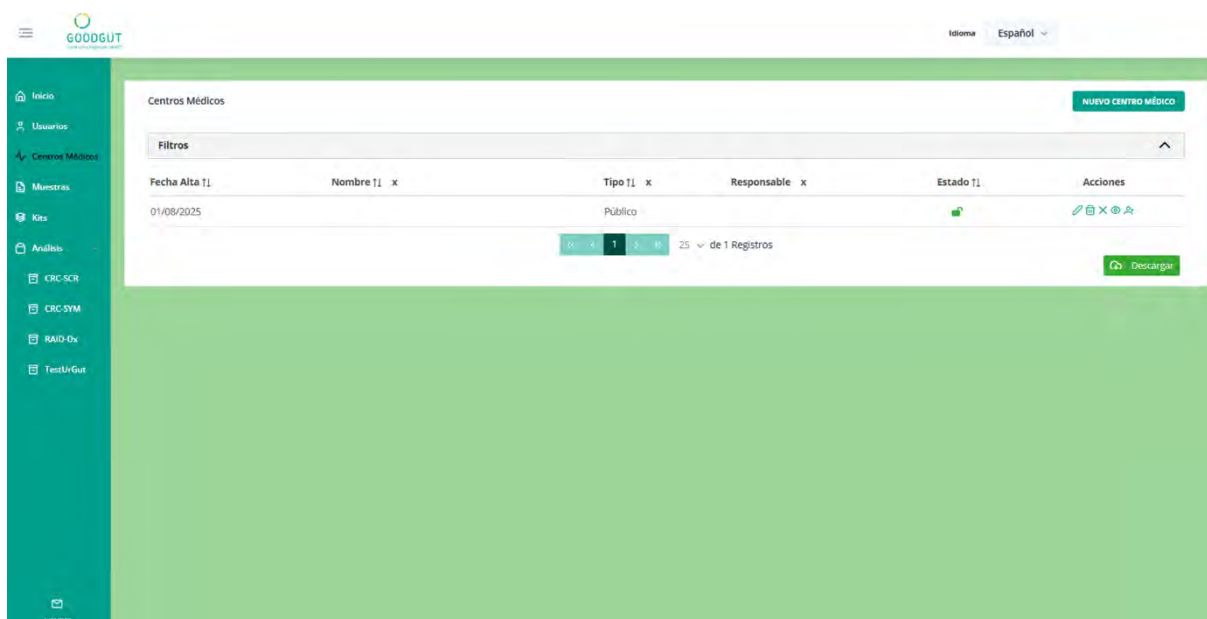 GOODGUT
Idioma Español
Inicio
Usuarios
Centros Médicos
Muestras
Kits
Análisis
CRC-SCR
CRC-SYM
RAID-Dx
TestUrGut
Centros Médicos
NUEVO CENTRO MÉDICO
Filtros
Fecha Alta Nombre x Tipo x Responsable x Estado Acciones
01/08/2025 Público
1 25 de 1 Registros
Descargar